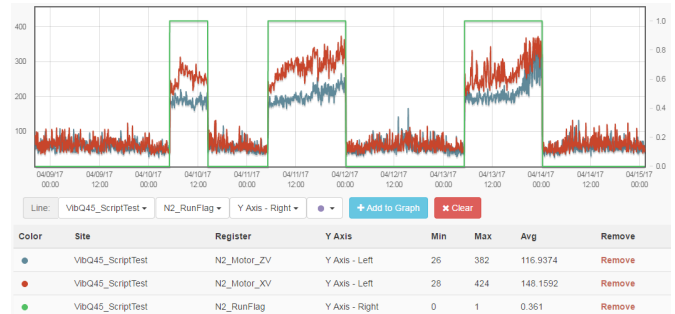 400
300
200
100
1.0
0.8
0.6
0.4
0.2
0.0
04/09/17 04/09/17 04/10/17 04/10/17 04/11/17 04/11/17 04/12/17 04/12/17 04/13/17 04/13/17 04/14/17 04/14/17 04/15/17
00:00 12:00 00:00 12:00 00:00 12:00 00:00 12:00 00:00 12:00 00:00 12:00 00:00
Line: VibQ45_ScriptTest N2_RunFlag Y Axis - Right + Add to Graph ✖ Clear
Color Site Register Y Axis Min Max Avg Remove
VibQ45_ScriptTest N2_Motor_ZV Y Axis - Left 26 382 116.9374 Remove
VibQ45_ScriptTest N2_Motor_XV Y Axis - Left 28 424 148.1592 Remove
VibQ45_ScriptTest N2_RunFlag Y Axis - Right 0 1 0.361 Remove